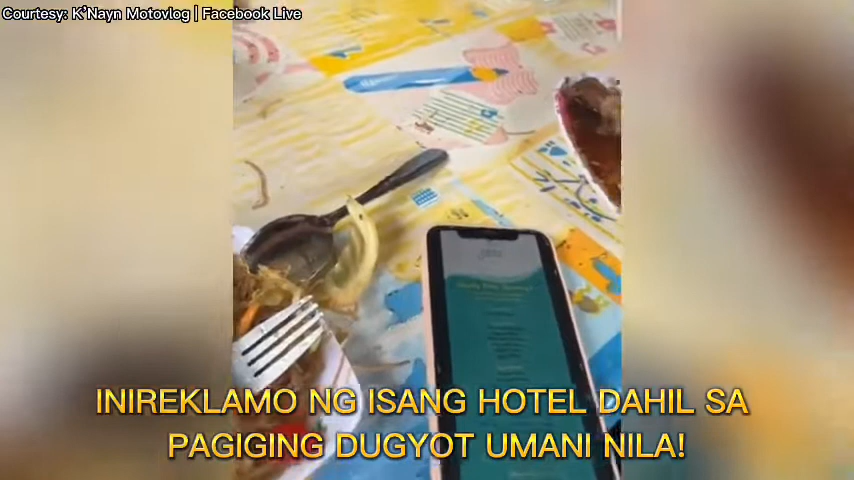 Courtesy: K'Nayn Motovlog | Facebook Live
INIREKLAMO NG ISANG HOTEL DAHIL SA
PAGIGING DUGYOT UMANI NILA!